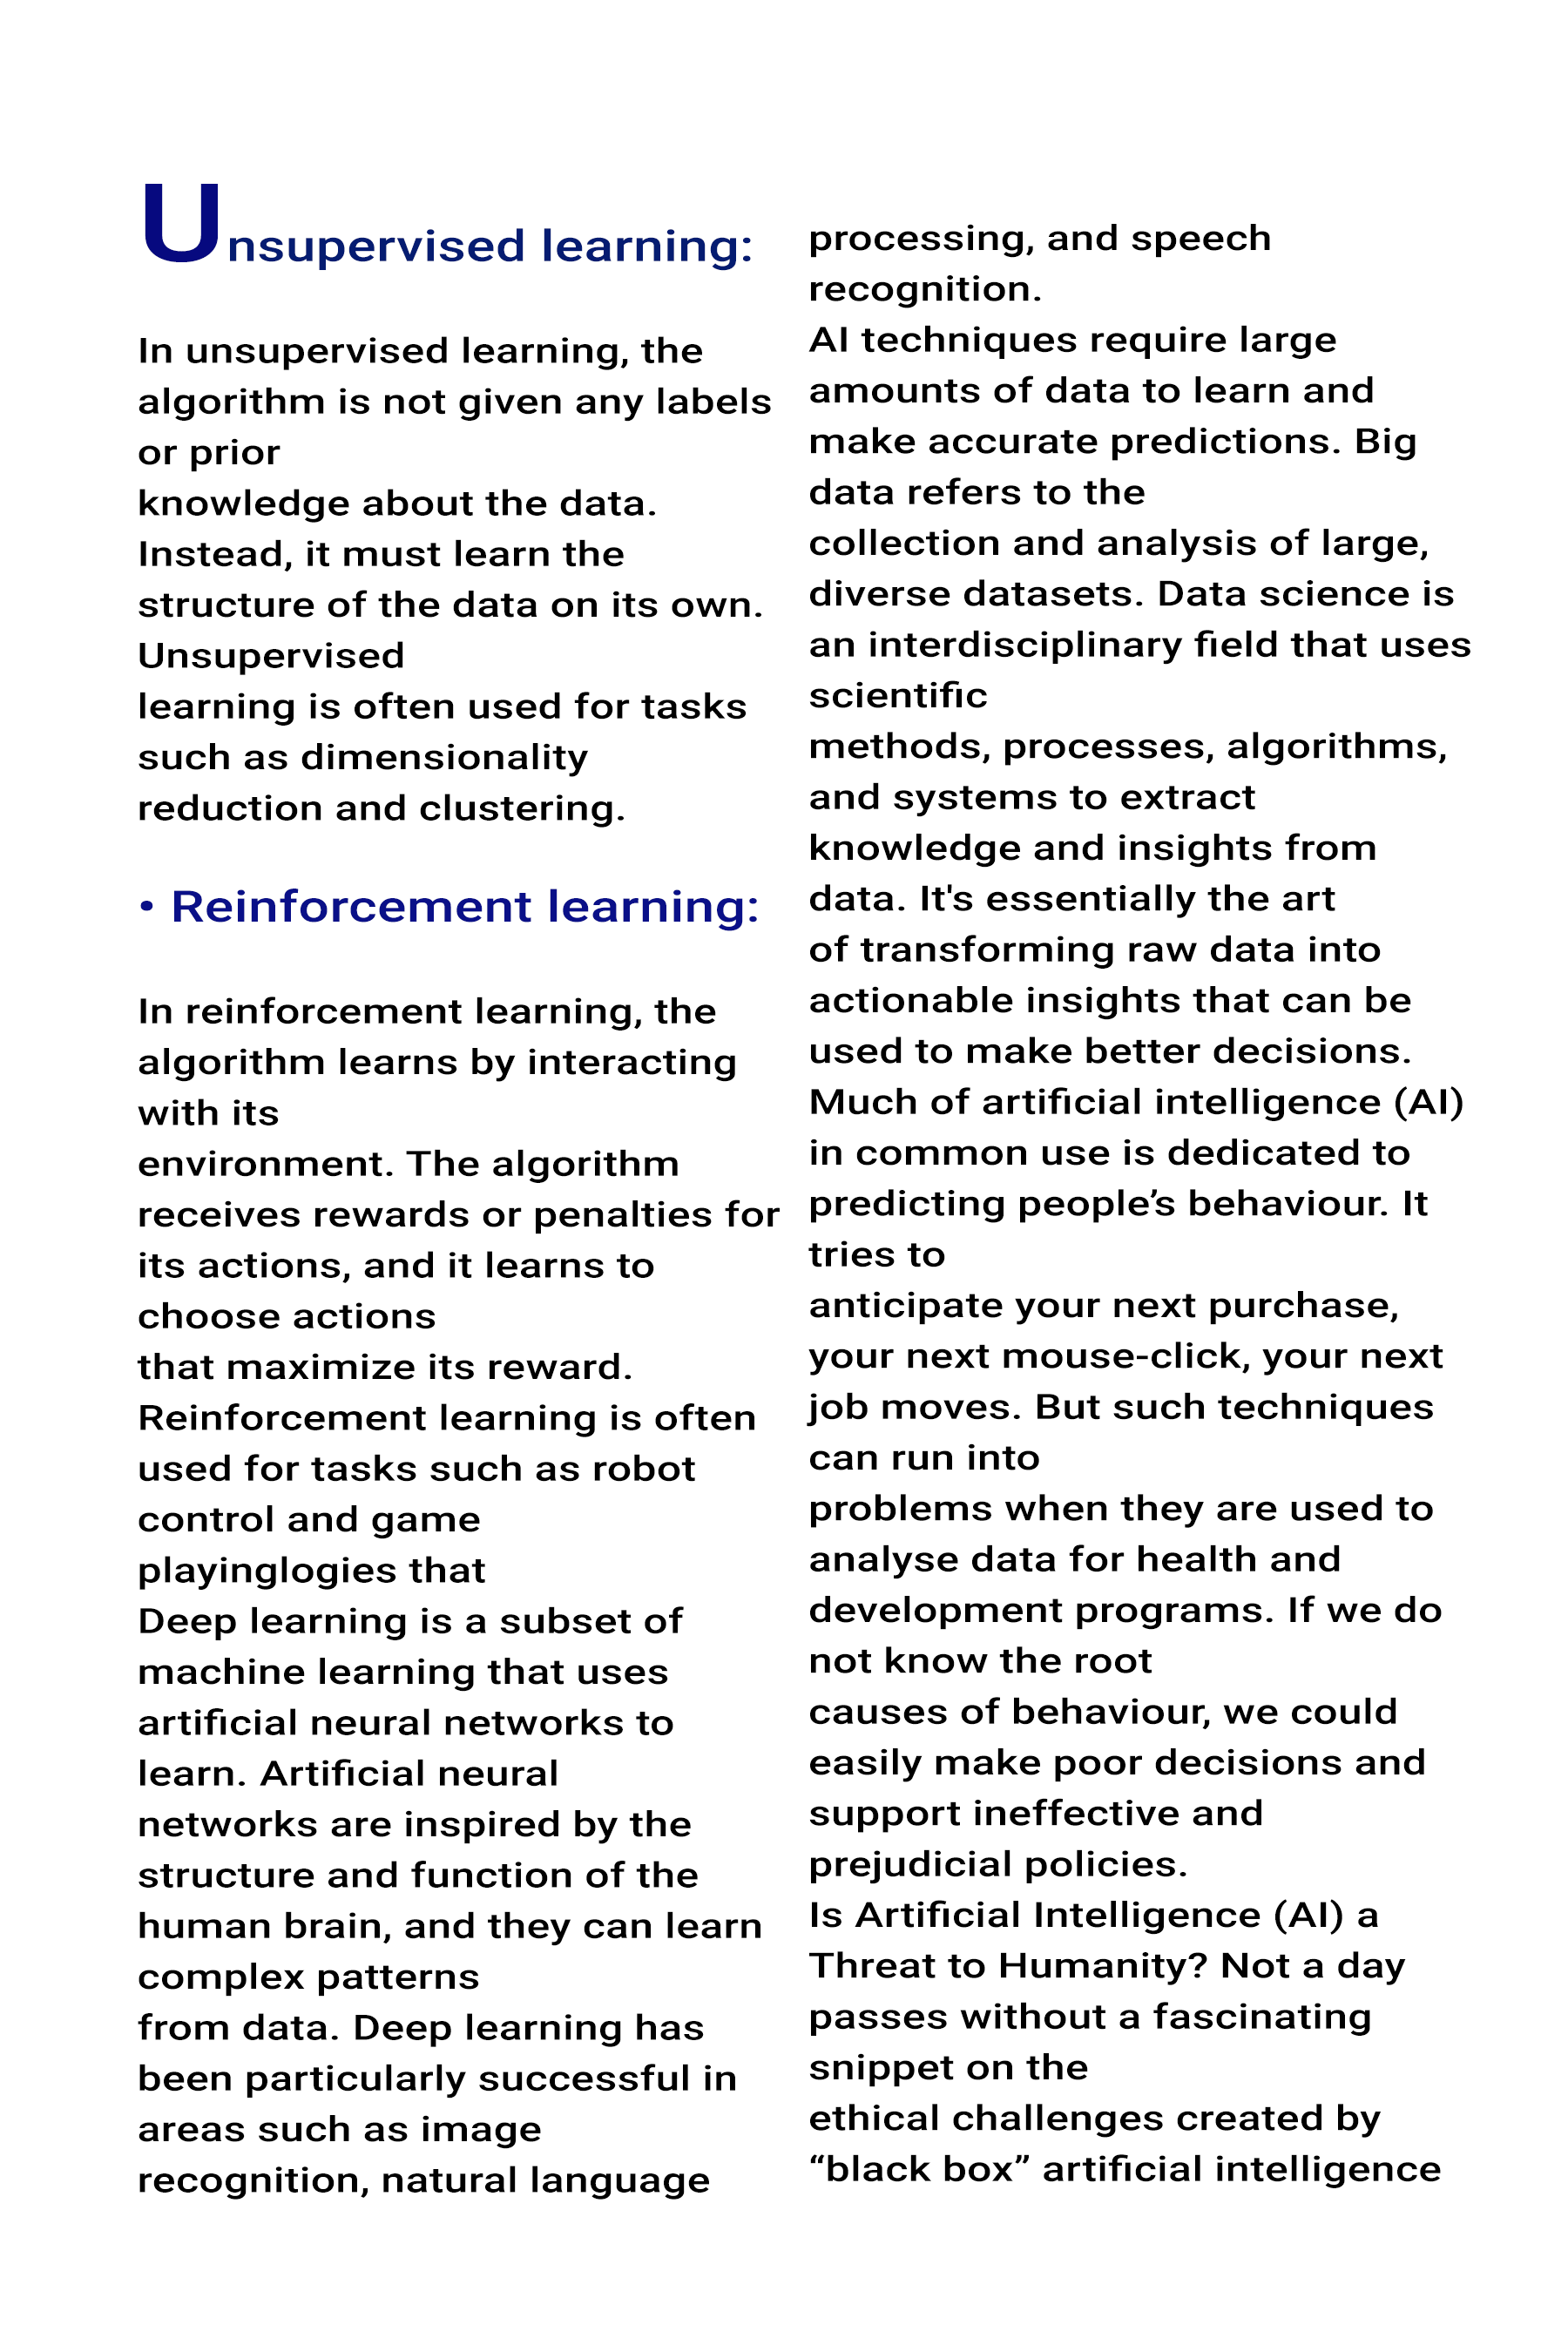 Unsupervised learning:
In unsupervised learning, the
algorithm is not given any labels
or prior
knowledge about the data.
Instead, it must learn the
structure of the data on its own.
Unsupervised
learning is often used for tasks
such as dimensionality
reduction and clustering.
• Reinforcement learning:
In reinforcement learning, the
algorithm learns by interacting
with its
environment. The algorithm
receives rewards or penalties for
its actions, and it learns to
choose actions
that maximize its reward.
Reinforcement learning is often
used for tasks such as robot
control and game
playinglogies that
Deep learning is a subset of
machine learning that uses
artificial neural networks to
learn. Artificial neural
networks are inspired by the
structure and function of the
human brain, and they can learn
complex patterns
from data. Deep learning has
been particularly successful in
areas such as image
recognition, natural language
processing, and speech
recognition.
AI techniques require large
amounts of data to learn and
make accurate predictions. Big
data refers to the
collection and analysis of large,
diverse datasets. Data science is
an interdisciplinary field that uses
scientific
methods, processes, algorithms,
and systems to extract
knowledge and insights from
data. It's essentially the art
of transforming raw data into
actionable insights that can be
used to make better decisions.
Much of artificial intelligence (AI)
in common use is dedicated to
predicting people’s behaviour. It
tries to
anticipate your next purchase,
your next mouse-click, your next
job moves. But such techniques
can run into
problems when they are used to
analyse data for health and
development programs. If we do
not know the root
causes of behaviour, we could
easily make poor decisions and
support ineffective and
prejudicial policies.
Is Artificial Intelligence (AI) a
Threat to Humanity? Not a day
passes without a fascinating
snippet on the
ethical challenges created by
“black box” artificial intelligence